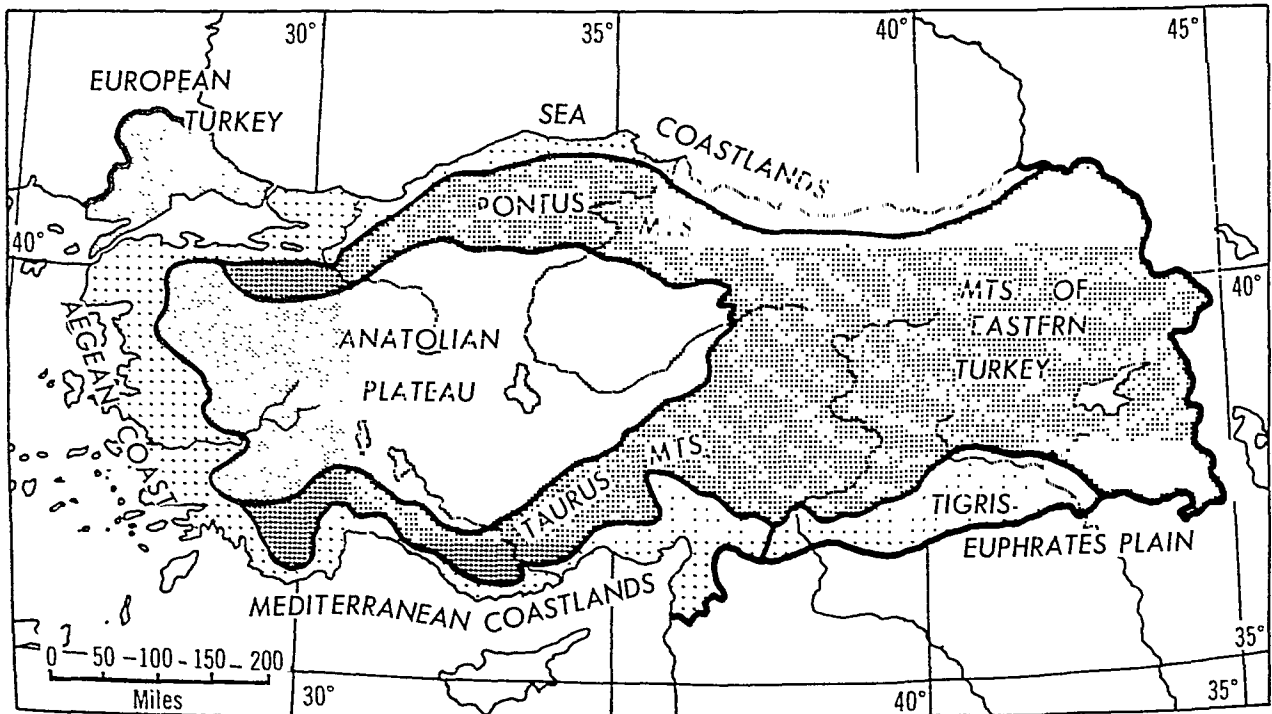 30°
35°
40°
45°
EUROPEAN
TURKEY
SEA
COASTLANDS
PONTUS
MTS
40°
40°
MTS. OF
EASTERN
TURKEY
AEGEAN COAST
ANATOLIAN
PLATEAU
TAURUS MTS.
TIGRIS-
EUPHRATES PLAIN
MEDITERRANEAN COASTLANDS
0 50 100 150 200
Miles
30°
40°
35°
35°